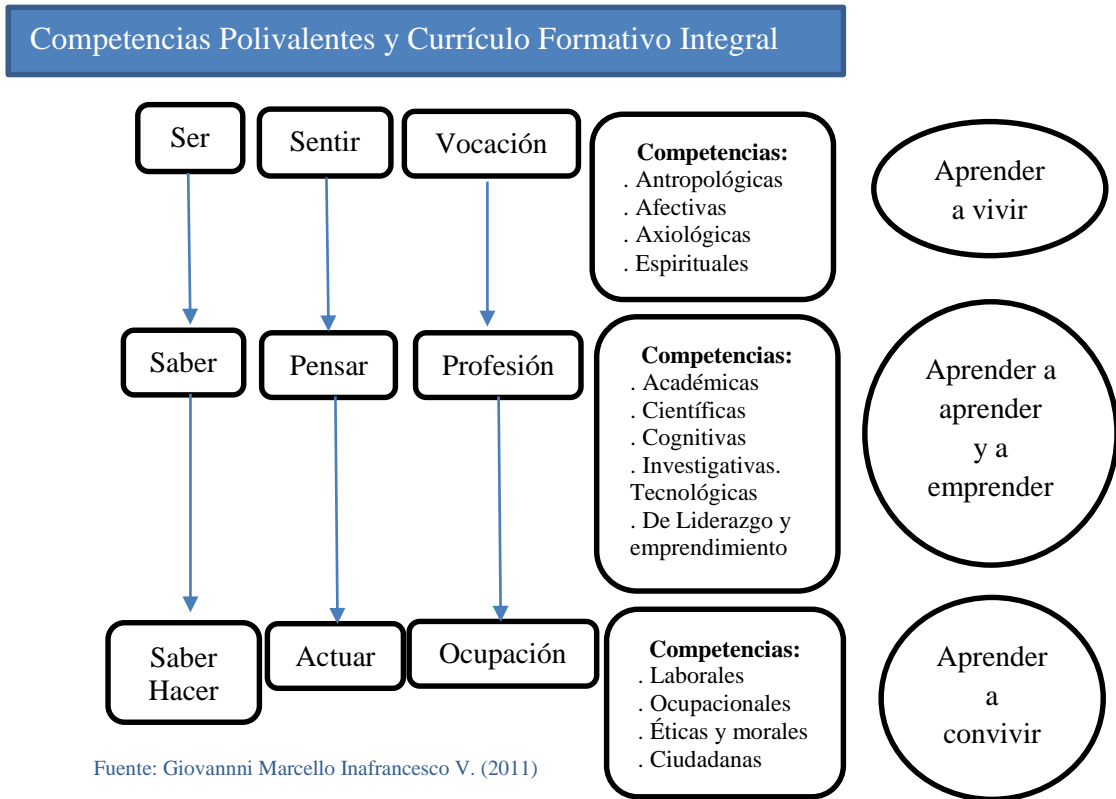 Competencias Polivalentes y Currículo Formativo Integral
Ser
Sentir
Vocación
Competencias:
. Antropológicas
. Afectivas
. Axiológicas
. Espirituales
Aprender
a vivir
Saber
Pensar
Profesión
Competencias:
. Académicas
. Científicas
. Cognitivas
. Investigativas.
Tecnológicas
. De Liderazgo y
emprendimiento
Aprender a
aprender
y a
emprender
Saber
Hacer
Actuar
Ocupación
Competencias:
. Laborales
. Ocupacionales
. Éticas y morales
. Ciudadanas
Aprender
a
convivir
Fuente: Giovannni Marcello Inafrancesco V. (2011)